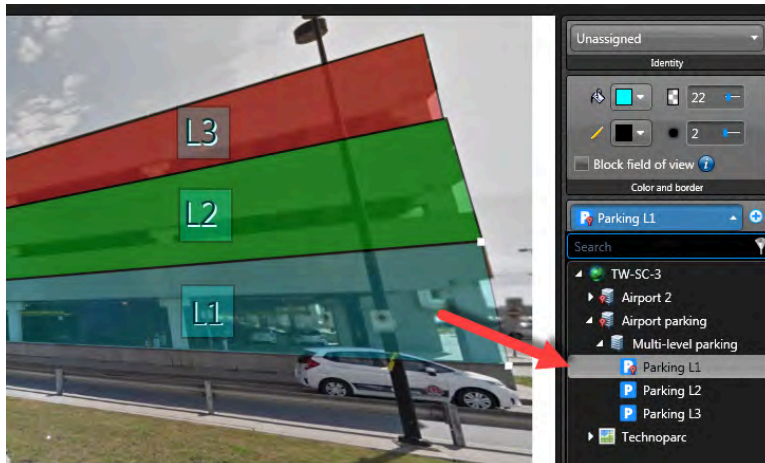 L3
L2
L1
Unassigned
Identity
22
2
Block field of view
Color and border
Parking L1
Search
TW-SC-3
Airport 2
Airport parking
Multi-level parking
P Parking L1
P Parking L2
P Parking L3
Technoparc